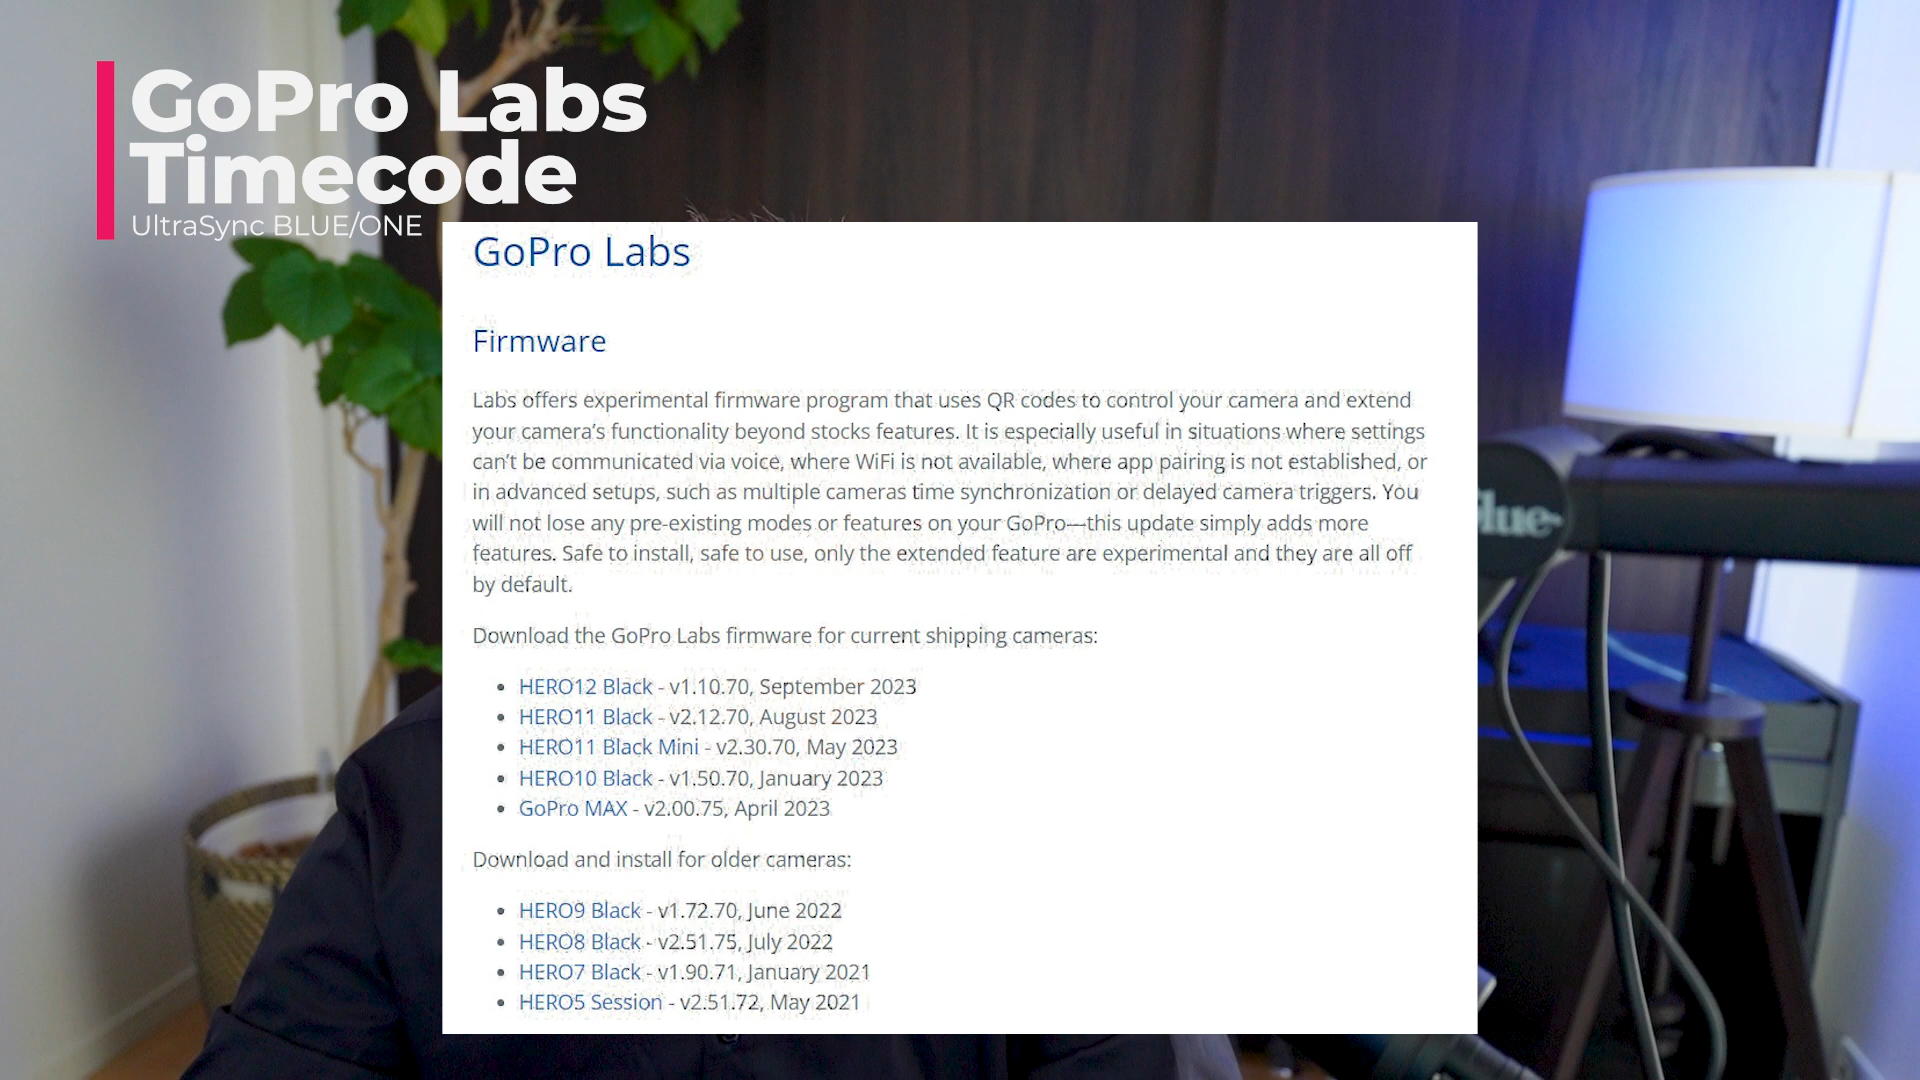 GoPro Labs
Timecode
UltraSync BLUE/ONE
GoPro Labs
Firmware
Labs offers experimental firmware program that uses QR codes to control your camera and extend
your camera's functionality beyond stocks features. It is especially useful in situations where settings
can't be communicated via voice, where WiFi is not available, where app pairing is not established, or
in advanced setups, such as multiple cameras time synchronization or delayed camera triggers. You
will not lose any pre-existing modes or features on your GoPro—this update simply adds more
features. Safe to install, safe to use, only the extended feature are experimental and they are all off
by default.
Download the GoPro Labs firmware for current shipping cameras:
• HERO12 Black - v1.10.70, September 2023
• HERO11 Black - v2.12.70, August 2023
• HERO11 Black Mini - v2.30.70, May 2023
• HERO10 Black - v1.50.70, January 2023
• GoPro MAX - v2.00.75, April 2023
Download and install for older cameras:
• HERO9 Black - v1.72.70, June 2022
• HERO8 Black - v2.51.75, July 2022
• HERO7 Black - v1.90.71, January 2021
• HERO5 Session - v2.51.72, May 2021